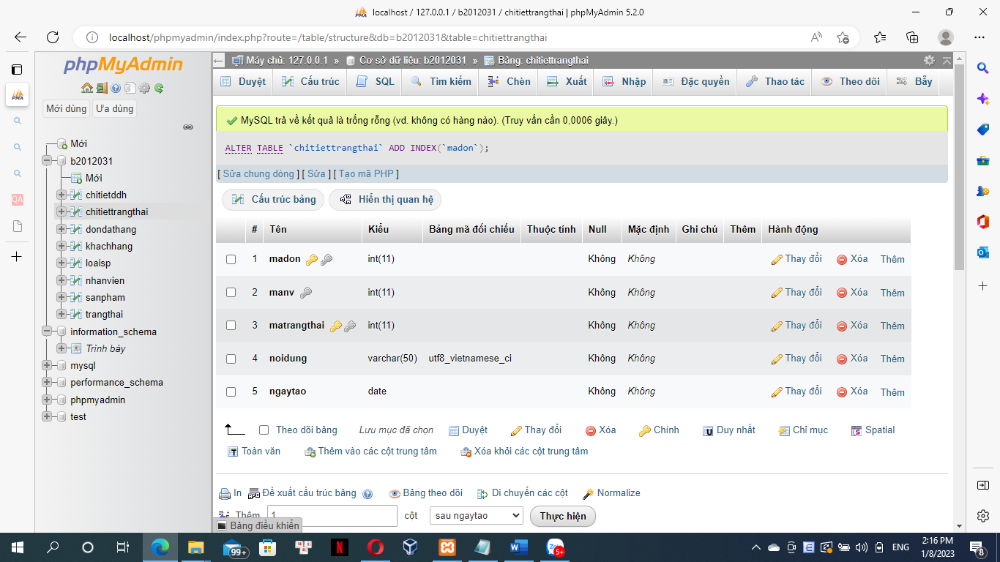 localhost / 127.0.0.1 / b2012031 / chitiettrangthai | phpMyAdmin 5.2.0
localhost/phpmyadmin/index.php?route=/table/structure&db=b2012031&table=chitiettrangthai
phpMyAdmin
Mới dùng Ưa dùng
Mới
b2012031
Mới
chitietddh
chitiettrangthai
dondathang
khachhang
loaisp
nhanvien
sanpham
trangthai
information_schema
Trình bày
mysql
performance_schema
phpmyadmin
test
Máy chủ: 127.0.0.1 » Cơ sở dữ liệu: b2012031 » Bảng: chitiettrangthai
Duyệt Cấu trúc SQL Tìm kiếm Chèn Xuất Nhập Đặc quyền Thao tác Theo dõi Bẫy
MySQL trả về kết quả là trống rỗng (vd. không có hàng nào). (Truy vấn cần 0,0006 giây.)
ALTER TABLE `chitiettrangthai` ADD INDEX(`madon`);
[ Sửa chung dòng ] [ Sửa ] [ Tạo mã PHP ]
Cấu trúc bảng Hiển thị quan hệ
# Tên Kiểu Bảng mã đối chiếu Thuộc tính Null Mặc định Ghi chú Thêm Hành động
1 madon int(11) Không Không Thay đổi Xóa Thêm
2 manv int(11) Không Không Thay đổi Xóa Thêm
3 matrangthai int(11) Không Không Thay đổi Xóa Thêm
4 noidung varchar(50) utf8_vietnamese_ci Không Không Thay đổi Xóa Thêm
5 ngaytao date Không Không Thay đổi Xóa Thêm
Theo dõi bảng Lưu mục đã chọn Duyệt Thay đổi Xóa Chính Duy nhất Chỉ mục Spatial
Toàn văn Thêm vào các cột trung tâm Xóa khỏi các cột trung tâm
In Đề xuất cấu trúc bảng Bảng theo dõi Di chuyển các cột Normalize
Thêm 1 cột sau ngaytao Thực hiện
Bảng điều khiển
99+
5+
ENG
2:16 PM
1/8/2023
8